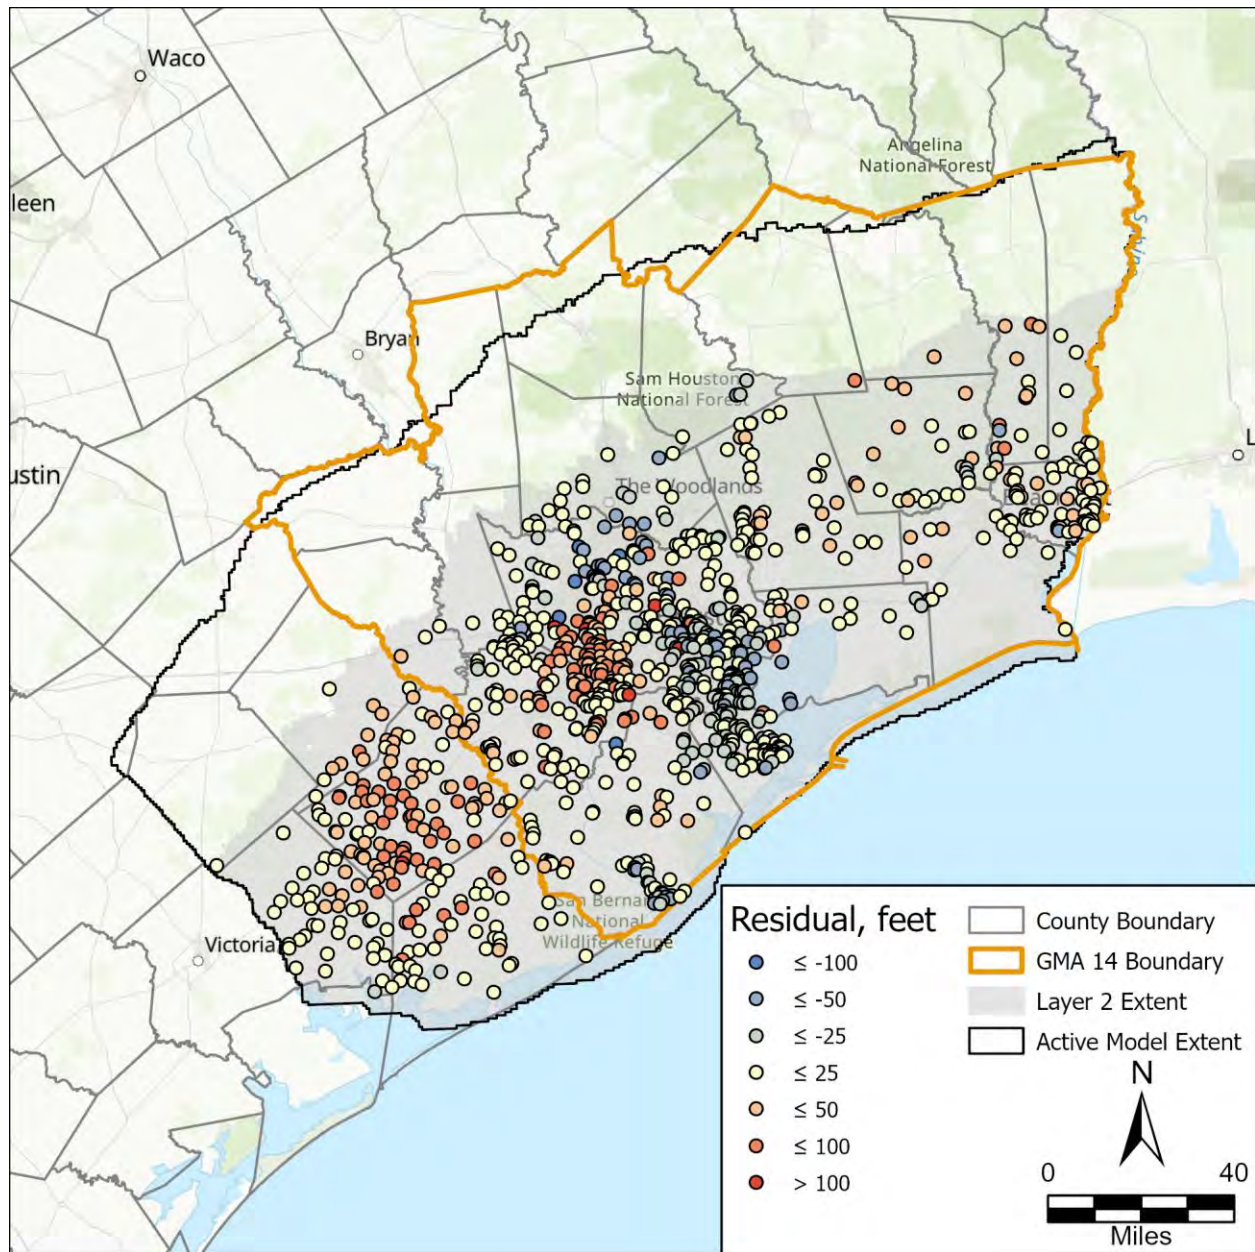 Waco
Angelina
National Forest
leen
Bryan
Sam Houston
National Forest
ustin
L
The Woodlands
San Bernar
National
Wildlife Refuge
Victoria
Residual, feet
≤ -100
≤ -50
≤ -25
≤ 25
≤ 50
≤ 100
> 100
County Boundary
GMA 14 Boundary
Layer 2 Extent
Active Model Extent
N
0 40
Miles